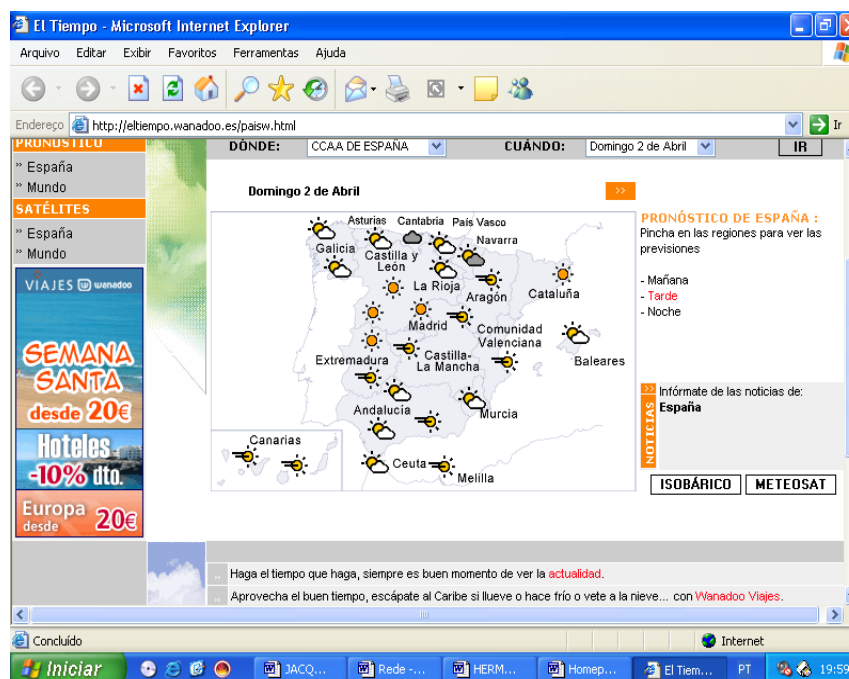 El Tiempo - Microsoft Internet Explorer
Arquivo Editar Exibir Favoritos Ferramentas Ajuda
Endereço http://eltiempo.wanadoo.es/paisw.html Ir
PRONÓSTICO
» España
» Mundo
SATÉLITES
» España
» Mundo
VIAJES wanadoo
SEMANA
SANTA
desde 20€
Hoteles
-10% dto.
Europa
desde 20€
DÓNDE: CCAA DE ESPAÑA CUÁNDO: Domingo 2 de Abril IR
Domingo 2 de Abril >>
Asturias Cantabria País Vasco
Galicia Navarra
Castilla y
León
La Rioja
Aragón Cataluña
Madrid
Comunidad
Valenciana
Extremadura Castilla-
La Mancha
Baleares
Andalucía Murcia
Canarias
Ceuta
Melilla
PRONÓSTICO DE ESPAÑA :
Pincha en las regiones para ver las
previsiones
- Mañana
- Tarde
- Noche
>> Infórmate de las noticias de:
España
NOTICIAS
ISOBÁRICO METEOSAT
Haga el tiempo que haga, siempre es buen momento de ver la actualidad.
Aprovecha el buen tiempo, escápate al Caribe si llueve o hace frío o vete a la nieve... con Wanadoo Viajes.
Concluído Internet
Iniciar JACQ... Rede -... HERM... Homep... El Tiem... PT 19:59